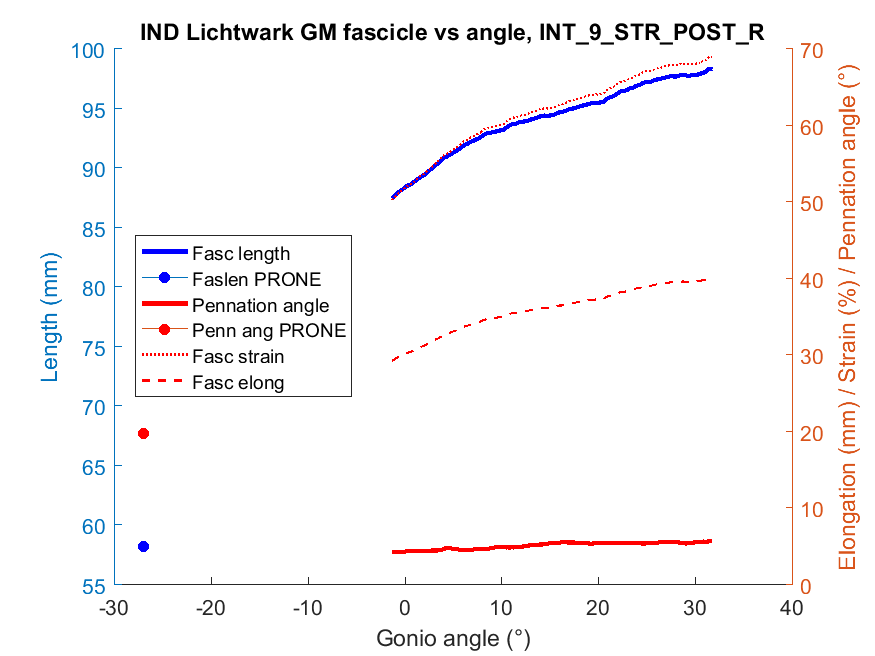 IND Lichtwark GM fascicle vs angle, INT_9_STR_POST_R
100
95
90
85
80
75
70
65
60
55
Length (mm)
70
60
50
40
30
20
10
0
Elongation (mm) / Strain (%) / Pennation angle (°)
Fasc length
Faslen PRONE
Pennation angle
Penn ang PRONE
Fasc strain
Fasc elong
-30 -20 -10 0 10 20 30 40
Gonio angle (°)